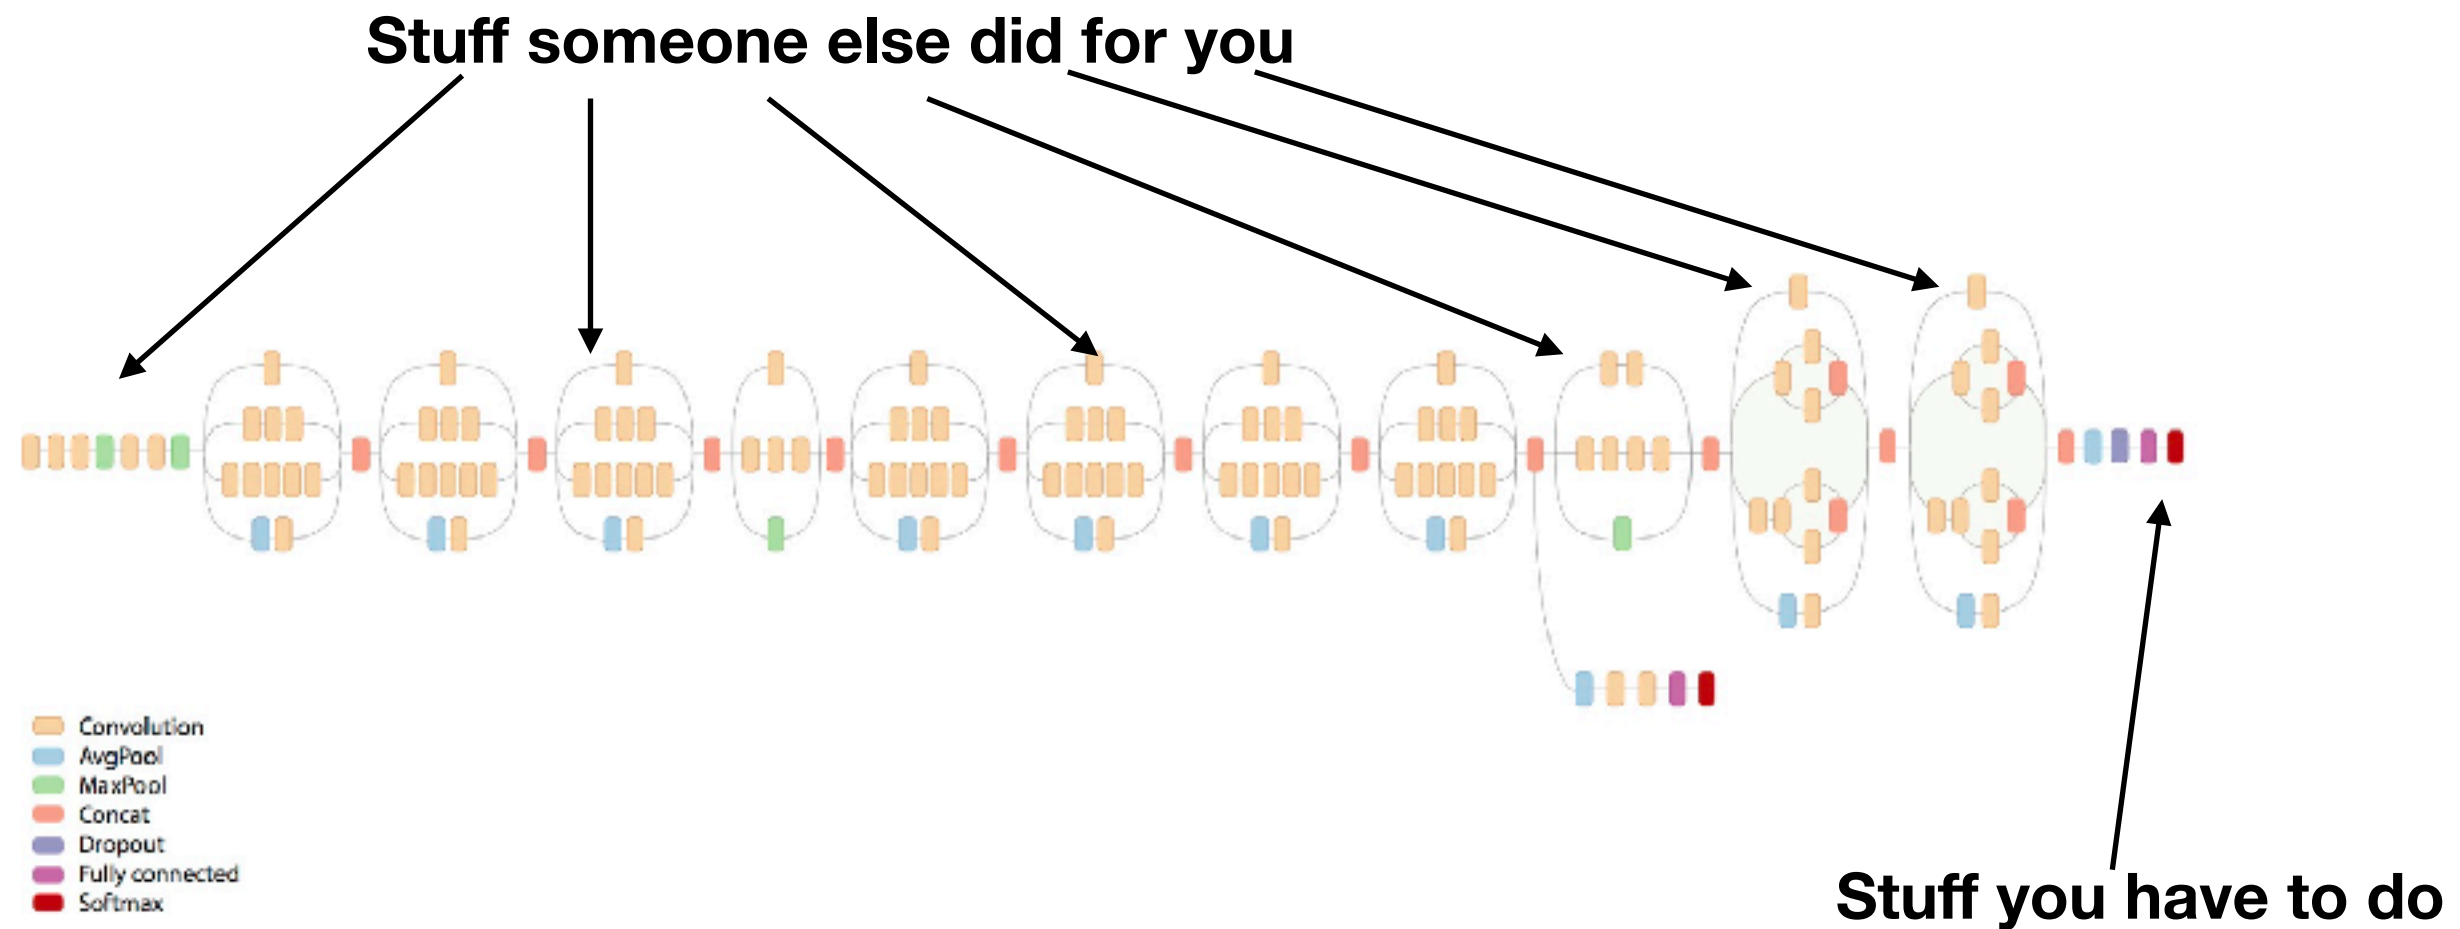 Stuff someone else did for you
Convolution
AvgPool
MaxPool
Concat
Dropout
Fully connected
Softmax
Stuff you have to do